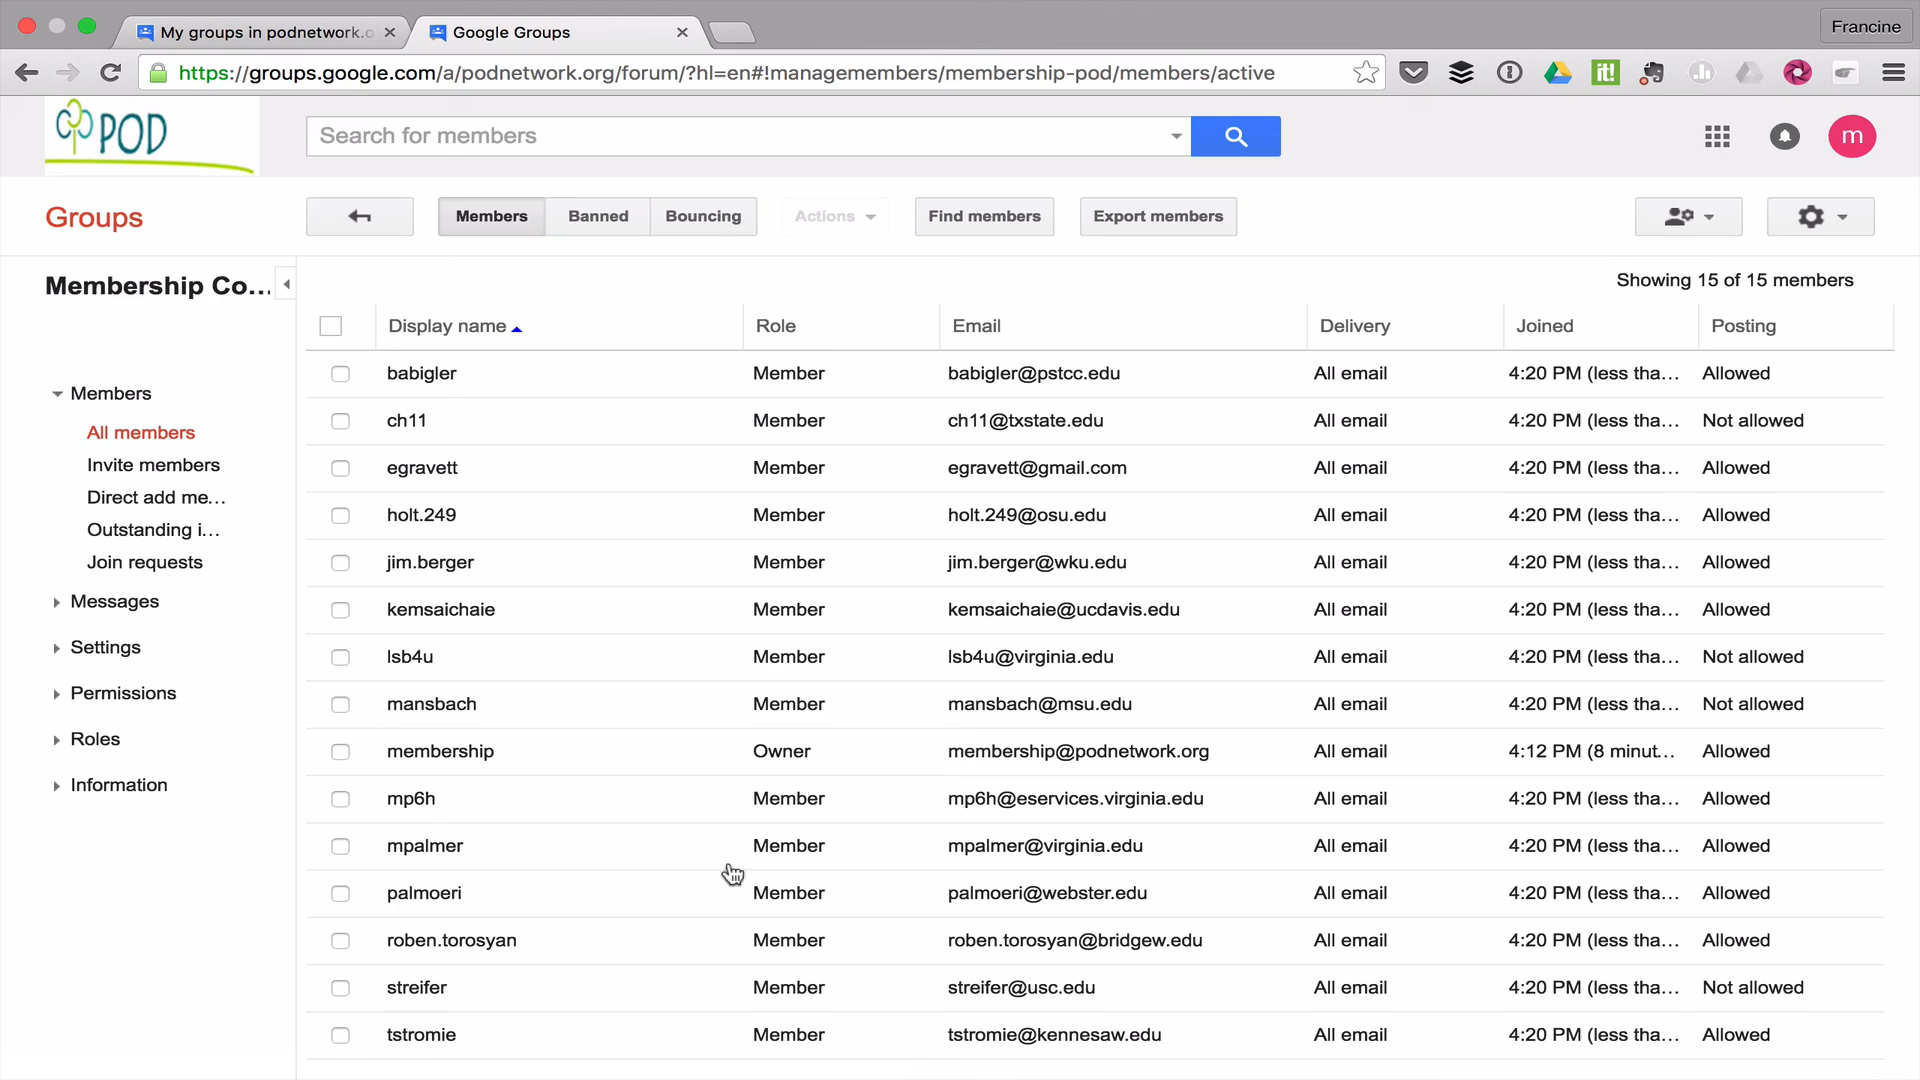 My groups in podnetwork.o
Google Groups
Francine
https://groups.google.com/a/podnetwork.org/forum/?hl=en#!managemembers/membership-pod/members/active
it!
POD
Search for members
m
Groups
Members Banned Bouncing Actions Find members Export members
Membership Co...
Showing 15 of 15 members
Display name Role Email Delivery Joined Posting
Members
All members
Invite members
Direct add me...
Outstanding i...
Join requests
Messages
Settings
Permissions
Roles
Information
babigler Member babigler@pstcc.edu All email 4:20 PM (less tha... Allowed
ch11 Member ch11@txstate.edu All email 4:20 PM (less tha... Not allowed
egravett Member egravett@gmail.com All email 4:20 PM (less tha... Allowed
holt.249 Member holt.249@osu.edu All email 4:20 PM (less tha... Allowed
jim.berger Member jim.berger@wku.edu All email 4:20 PM (less tha... Allowed
kemsaichaie Member kemsaichaie@ucdavis.edu All email 4:20 PM (less tha... Allowed
lsb4u Member lsb4u@virginia.edu All email 4:20 PM (less tha... Not allowed
mansbach Member mansbach@msu.edu All email 4:20 PM (less tha... Not allowed
membership Owner membership@podnetwork.org All email 4:12 PM (8 minut... Allowed
mp6h Member mp6h@eservices.virginia.edu All email 4:20 PM (less tha... Allowed
mpalmer Member mpalmer@virginia.edu All email 4:20 PM (less tha... Allowed
palmoeri Member palmoeri@webster.edu All email 4:20 PM (less tha... Allowed
roben.torosyan Member roben.torosyan@bridgew.edu All email 4:20 PM (less tha... Allowed
streifer Member streifer@usc.edu All email 4:20 PM (less tha... Not allowed
tstromie Member tstromie@kennesaw.edu All email 4:20 PM (less tha... Allowed